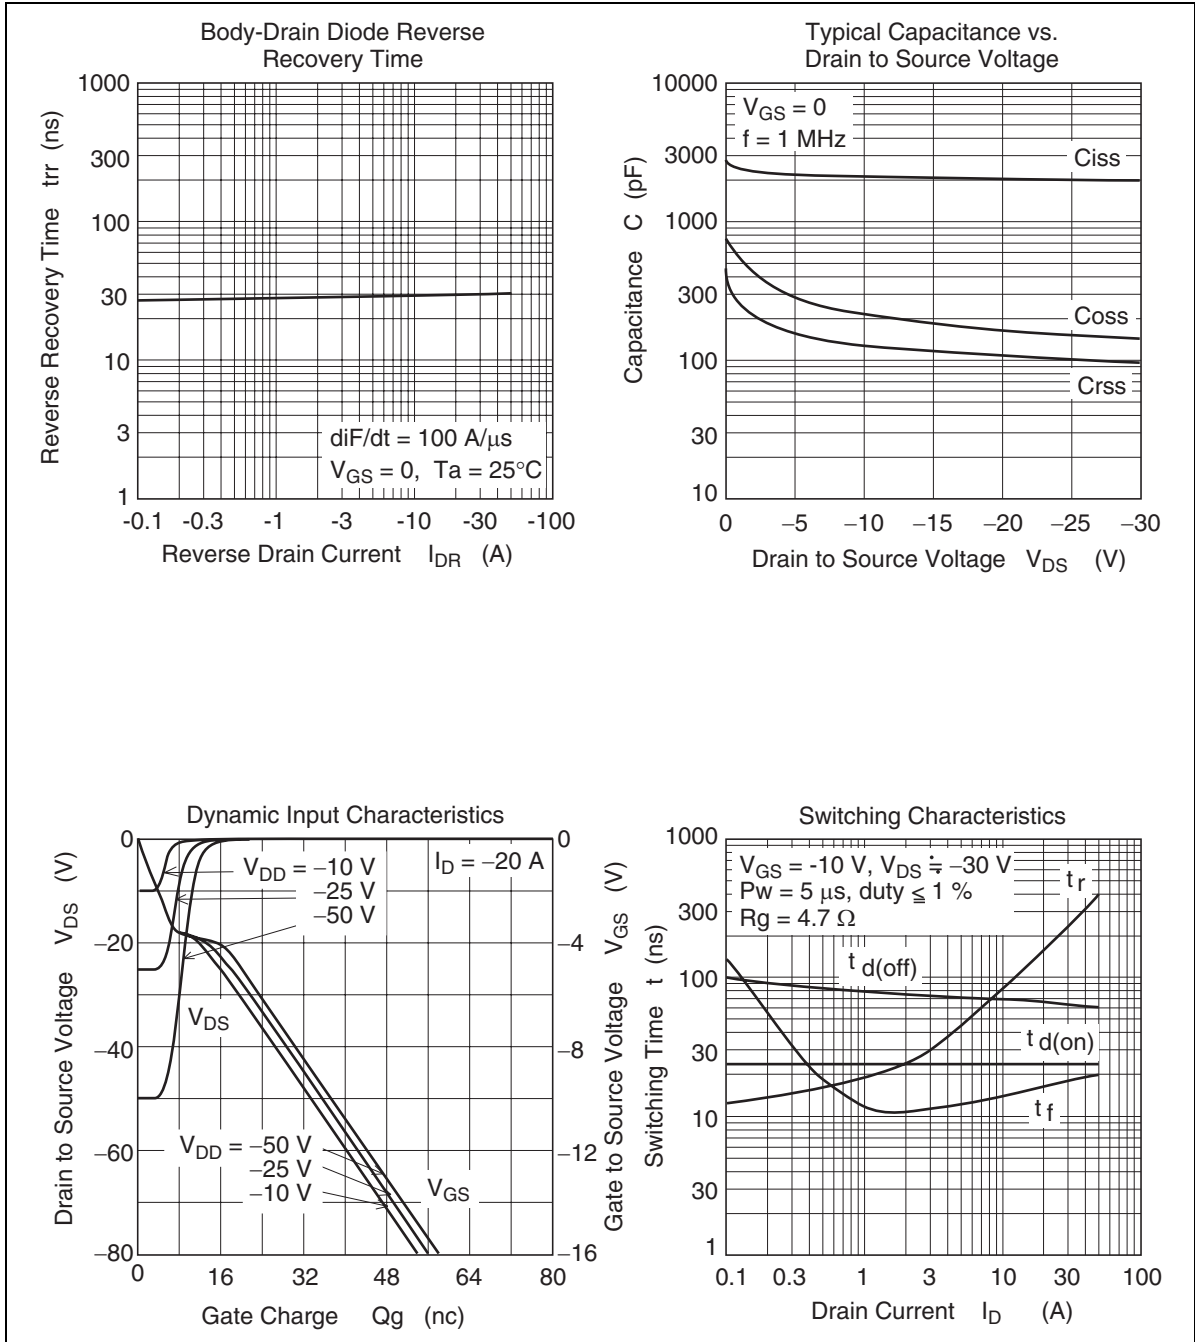 Body-Drain Diode Reverse
Recovery Time
1000
300
100
30
10
3
1
Reverse Recovery Time trr (ns)
diF/dt = 100 A/μs
VGS = 0, Ta = 25°C
-0.1 -0.3 -1 -3 -10 -30 -100
Reverse Drain Current IDR (A)
Typical Capacitance vs.
Drain to Source Voltage
10000
3000
1000
300
100
30
10
Capacitance C (pF)
VGS = 0
f = 1 MHz
Ciss
Coss
Crss
0 −5 −10 −15 −20 −25 −30
Drain to Source Voltage VDS (V)
Dynamic Input Characteristics
0
−20
−40
−60
−80
Drain to Source Voltage VDS (V)
ID = −20 A
VDD = −10 V
−25 V
−50 V
VDS
VDD = −50 V
−25 V
−10 V
VGS
0
−4
−8
−12
−16
Gate to Source Voltage VGS (V)
0 16 32 48 64 80
Gate Charge Qg (nc)
Switching Characteristics
1000
300
100
30
10
30
1
Switching Time t (ns)
VGS = -10 V, VDS ≒ −30 V
Pw = 5 μs, duty ≦ 1 %
Rg = 4.7 Ω
tr
td(off)
td(on)
tf
0.1 0.3 1 3 10 30 100
Drain Current ID (A)